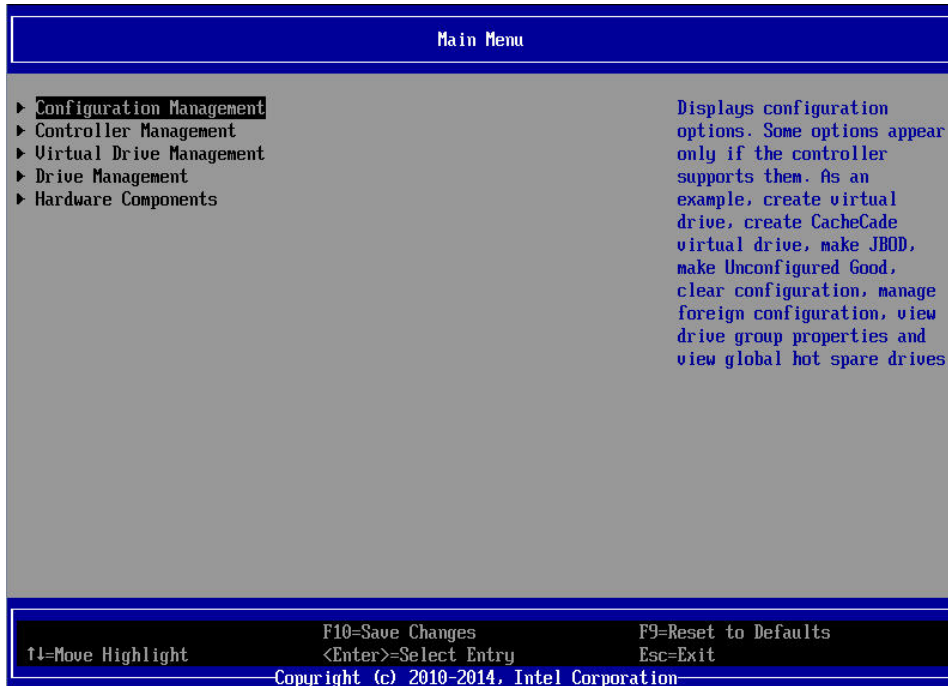 Main Menu
Configuration Management
Controller Management
Virtual Drive Management
Drive Management
Hardware Components
Displays configuration
options. Some options appear
only if the controller
supports them. As an
example, create virtual
drive, create CacheCade
virtual drive, make JBOD,
make Unconfigured Good,
clear configuration, manage
foreign configuration, view
drive group properties and
view global hot spare drives
F10=Save Changes F9=Reset to Defaults
↑↓=Move Highlight <Enter>=Select Entry Esc=Exit
Copyright (c) 2010-2014, Intel Corporation